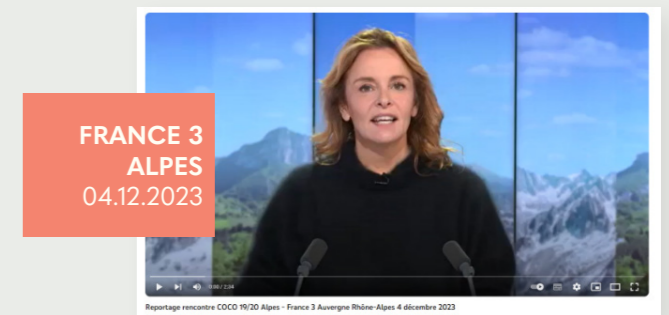 FRANCE 3
ALPES
04.12.2023
0:00 / 2:24
Reportage rencontre COCO 19/20 Alpes - France 3 Auvergne Rhône-Alpes 4 décembre 2023